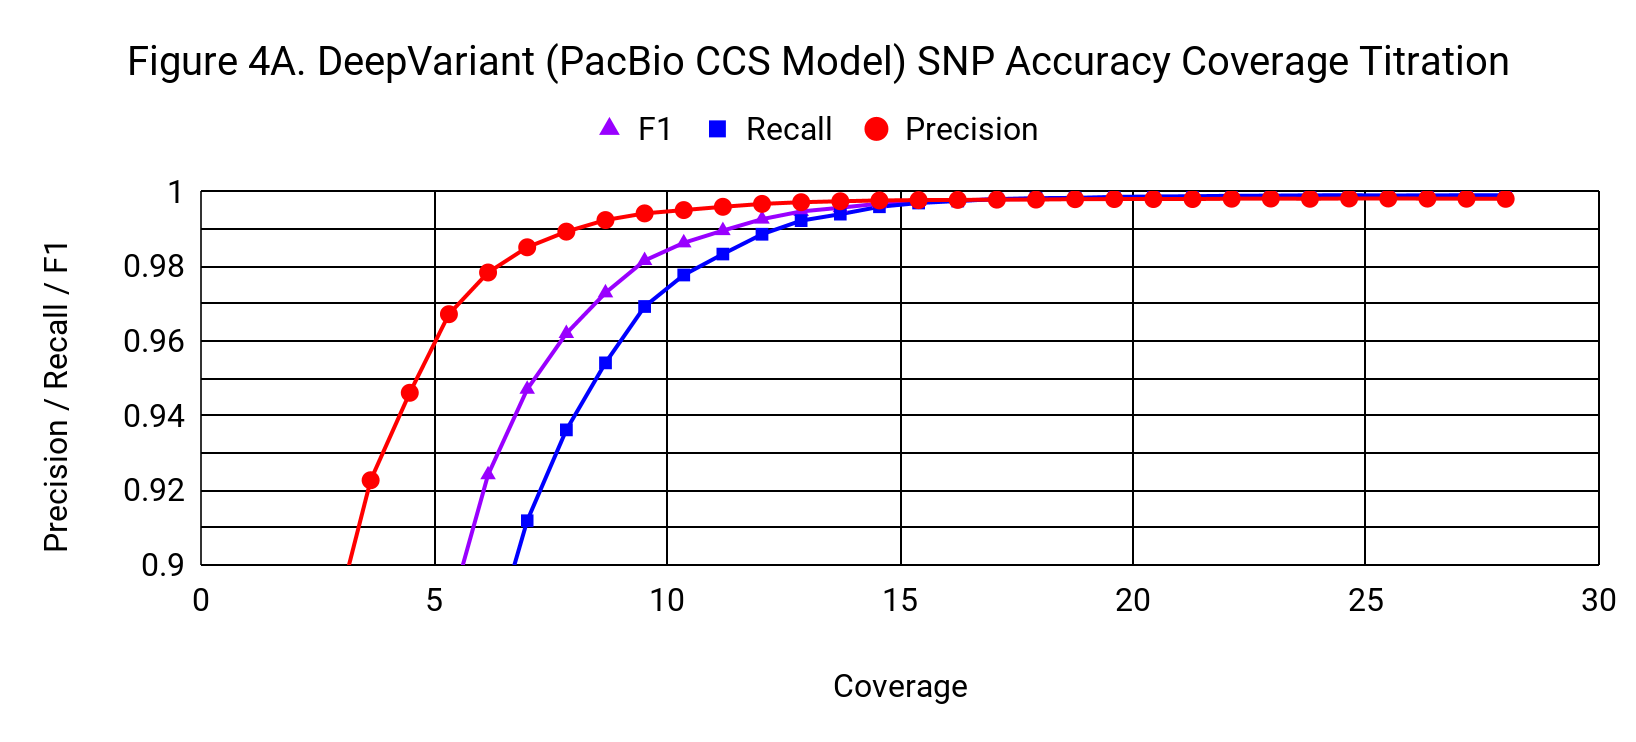 Figure 4A. DeepVariant (PacBio CCS Model) SNP Accuracy Coverage Titration
F1 Recall Precision
Precision / Recall / F1
1
0.98
0.96
0.94
0.92
0.9
0 5 10 15 20 25 30
Coverage